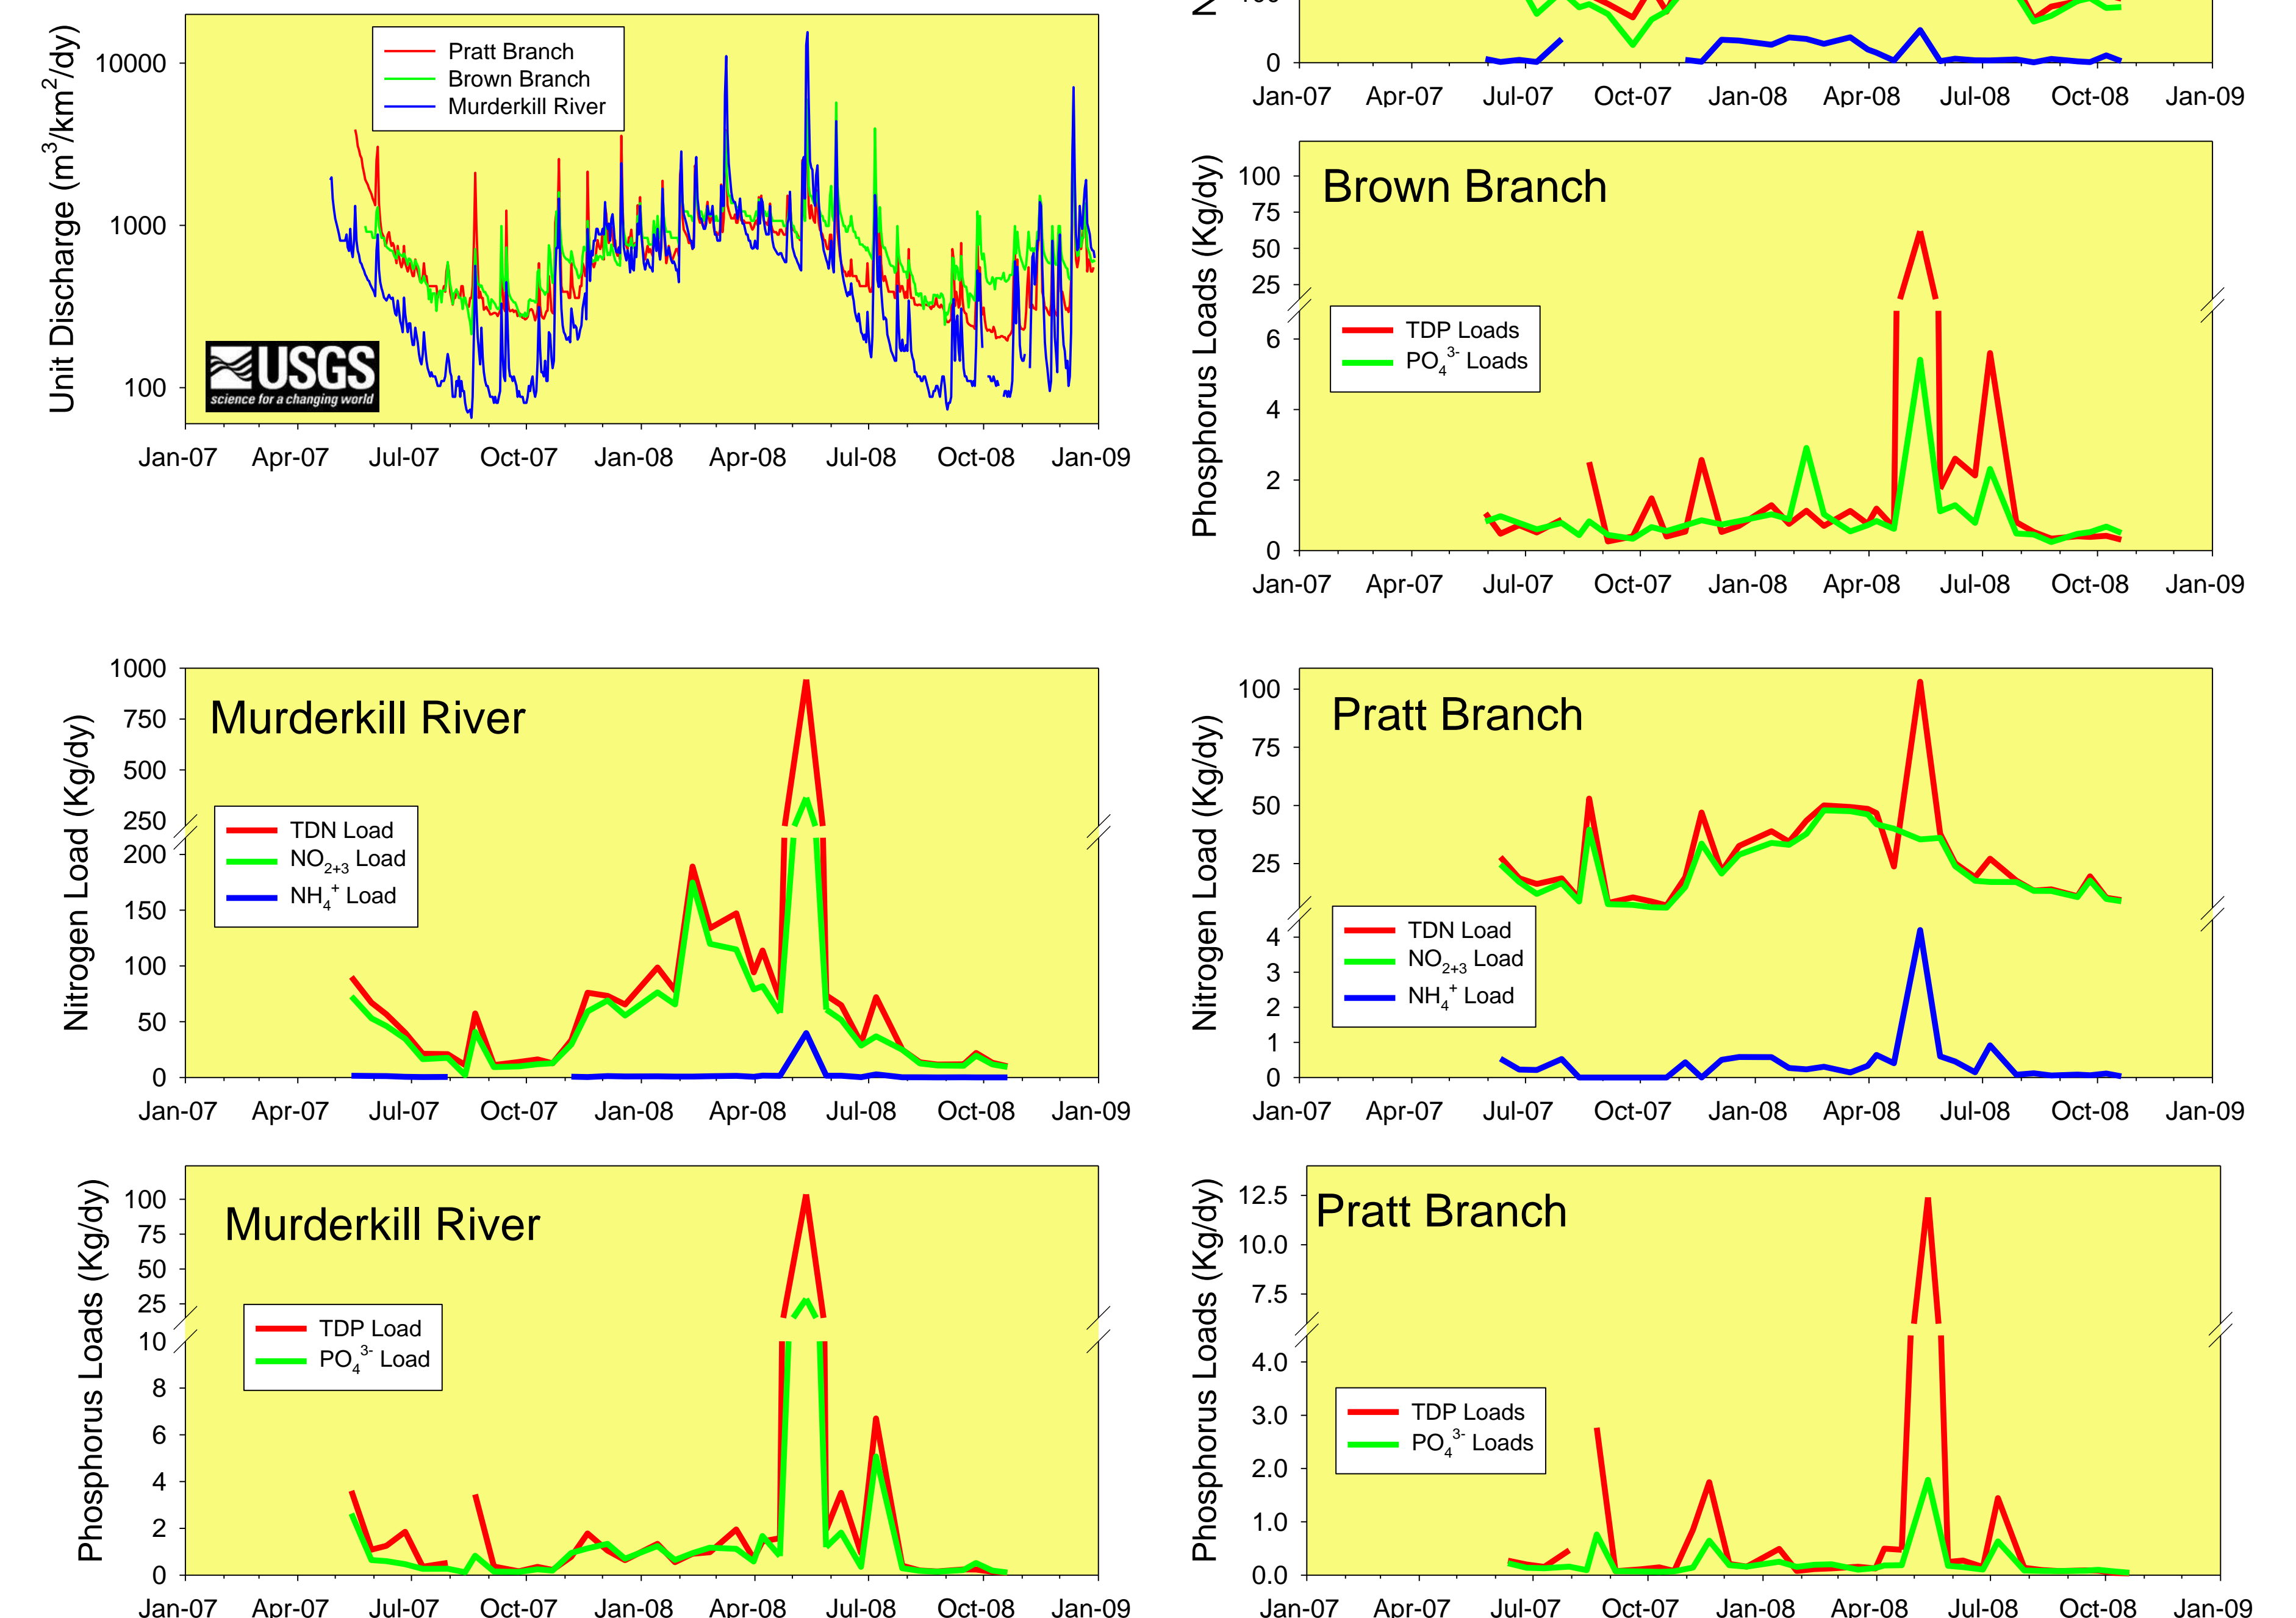 Unit Discharge (m³/km²/dy)
10000
1000
100
Pratt Branch
Brown Branch
Murderkill River
USGS
science for a changing world
Jan-07 Apr-07 Jul-07 Oct-07 Jan-08 Apr-08 Jul-08 Oct-08 Jan-09
0
Jan-07 Apr-07 Jul-07 Oct-07 Jan-08 Apr-08 Jul-08 Oct-08 Jan-09
Brown Branch
Phosphorus Loads (Kg/dy)
100
75
50
25
6
4
2
0
TDP Loads
PO₄³⁻ Loads
Jan-07 Apr-07 Jul-07 Oct-07 Jan-08 Apr-08 Jul-08 Oct-08 Jan-09
Murderkill River
Nitrogen Load (Kg/dy)
1000
750
500
250
200
150
100
50
0
TDN Load
NO₂₊₃ Load
NH₄⁺ Load
Jan-07 Apr-07 Jul-07 Oct-07 Jan-08 Apr-08 Jul-08 Oct-08 Jan-09
Pratt Branch
Nitrogen Load (Kg/dy)
100
75
50
25
4
3
2
1
0
TDN Load
NO₂₊₃ Load
NH₄⁺ Load
Jan-07 Apr-07 Jul-07 Oct-07 Jan-08 Apr-08 Jul-08 Oct-08 Jan-09
Murderkill River
Phosphorus Loads (Kg/dy)
100
75
50
25
10
8
6
4
2
0
TDP Load
PO₄³⁻ Load
Jan-07 Apr-07 Jul-07 Oct-07 Jan-08 Apr-08 Jul-08 Oct-08 Jan-09
Pratt Branch
Phosphorus Loads (Kg/dy)
12.5
10.0
7.5
4.0
3.0
2.0
1.0
0.0
TDP Loads
PO₄³⁻ Loads
Jan-07 Apr-07 Jul-07 Oct-07 Jan-08 Apr-08 Jul-08 Oct-08 Jan-09